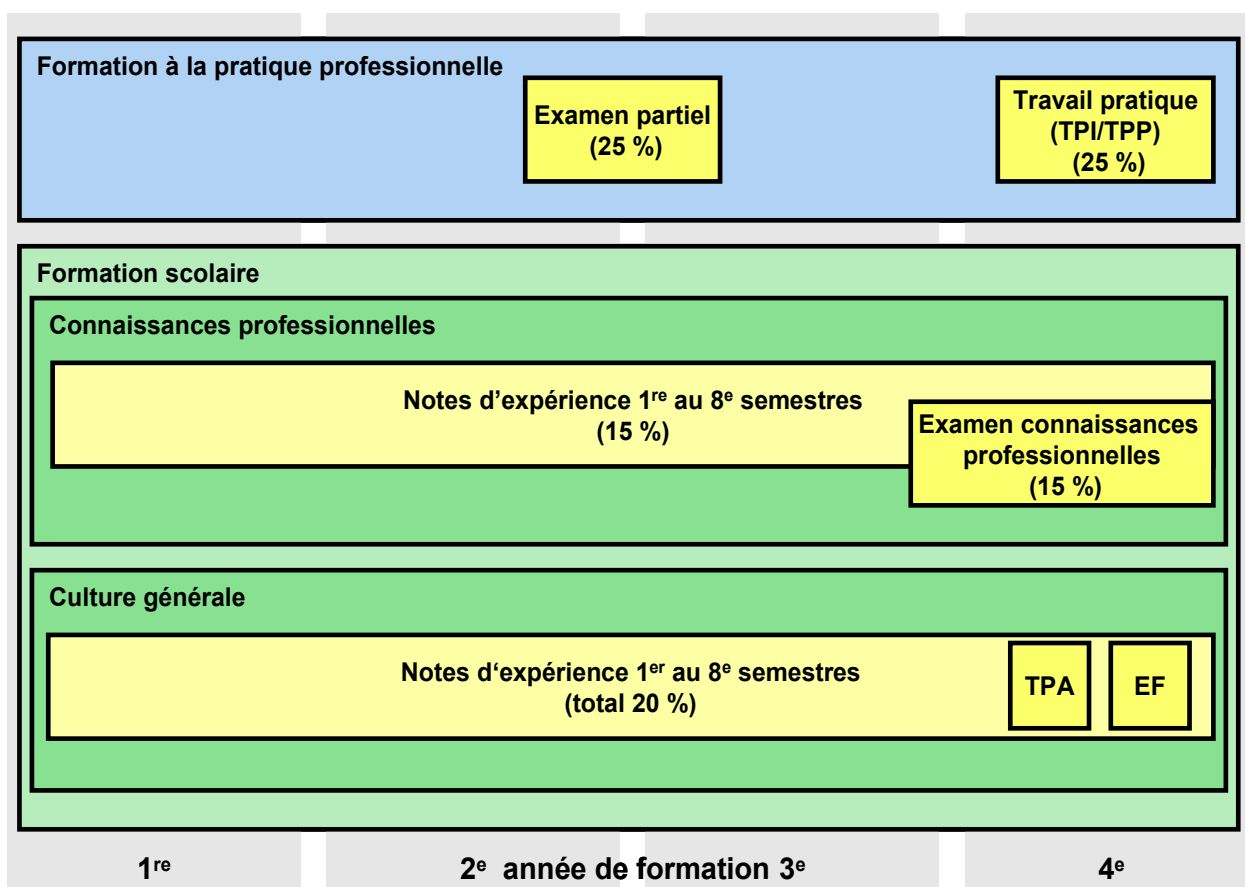 Formation à la pratique professionnelle
Examen partiel
(25 %)
Travail pratique
(TPI/TPP)
(25 %)
Formation scolaire
Connaissances professionnelles
Notes d’expérience 1re au 8e semestres
(15 %)
Examen connaissances
professionnelles
(15 %)
Culture générale
Notes d‘expérience 1er au 8e semestres
(total 20 %)
TPA
EF
1re
2e année de formation 3e
4e